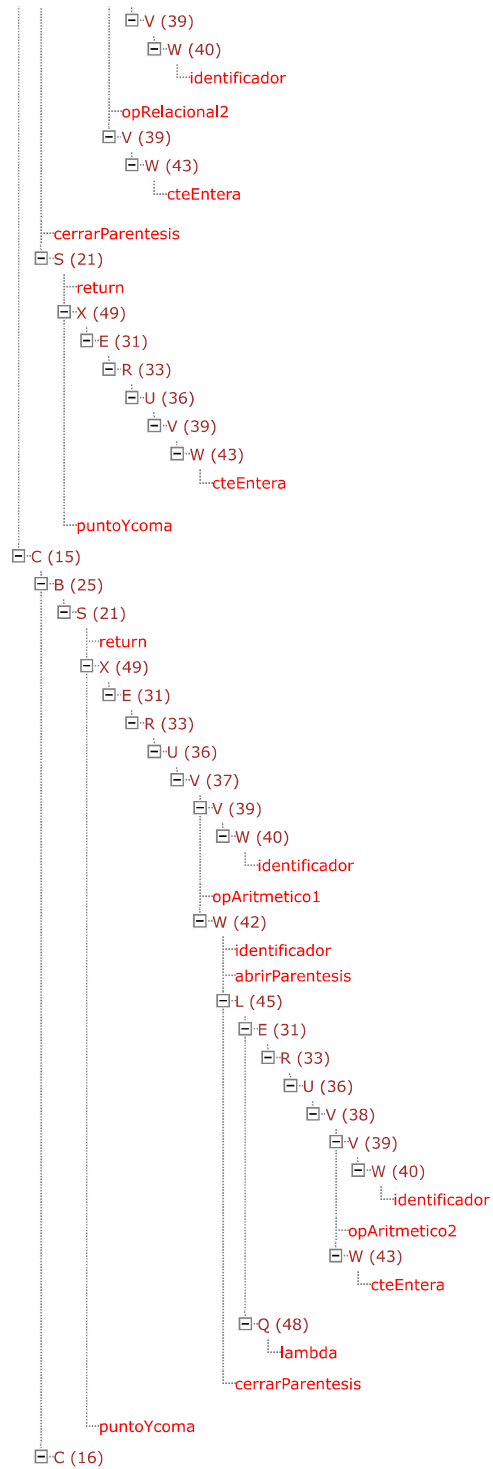 V (39)
W (40)
identificador
opRelacional2
V (39)
W (43)
cteEntera
cerrarParentesis
S (21)
return
X (49)
E (31)
R (33)
U (36)
V (39)
W (43)
cteEntera
puntoYcoma
C (15)
B (25)
S (21)
return
X (49)
E (31)
R (33)
U (36)
V (37)
V (39)
W (40)
identificador
opAritmetico1
W (42)
identificador
abrirParentesis
L (45)
E (31)
R (33)
U (36)
V (38)
V (39)
W (40)
identificador
opAritmetico2
W (43)
cteEntera
Q (48)
lambda
cerrarParentesis
puntoYcoma
C (16)